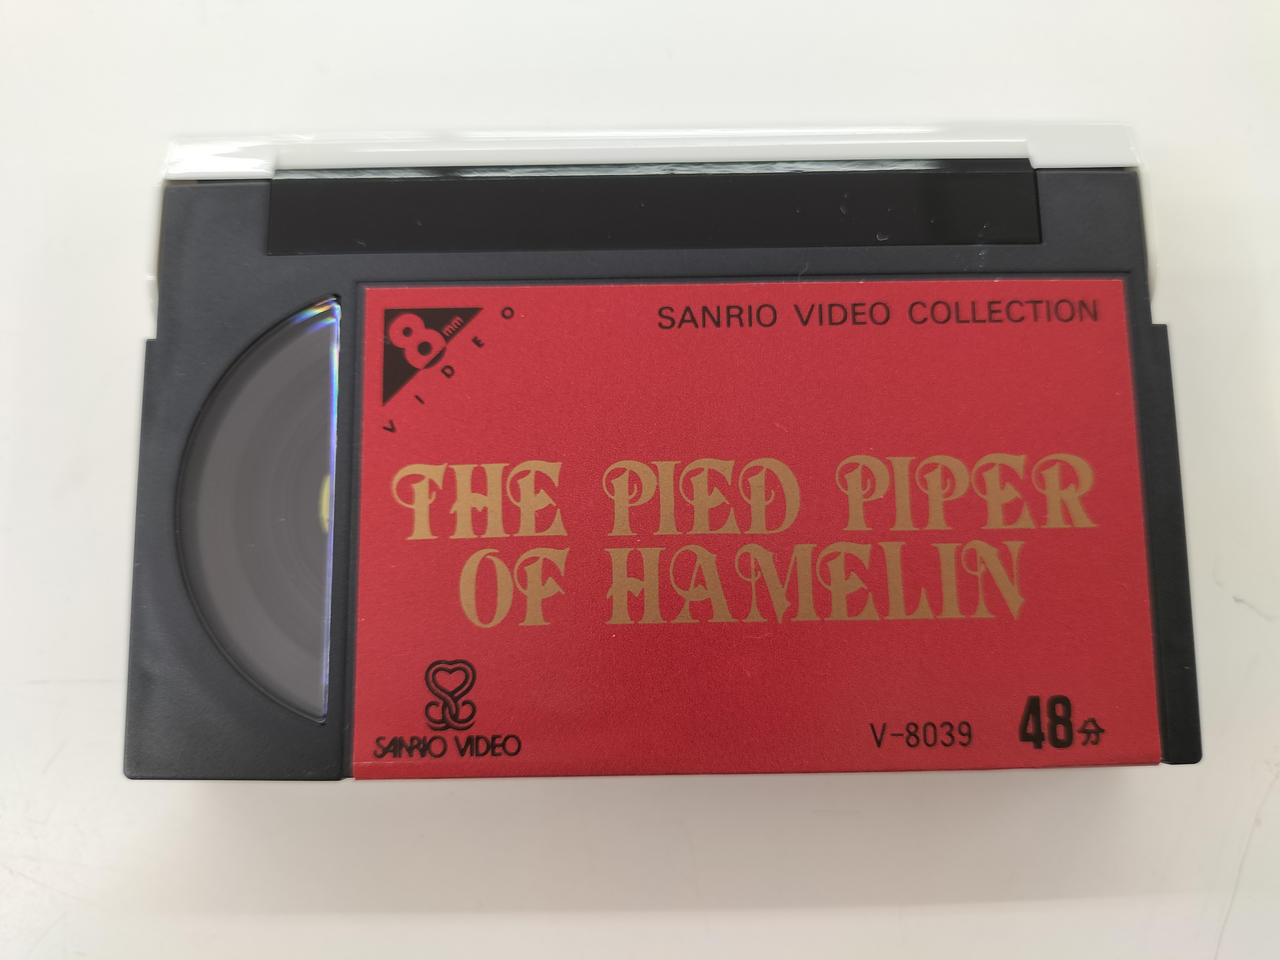 8mm
VIDEO
SANRIO VIDEO COLLECTION
THE PIED PIPER
OF HAMELIN
SANRIO VIDEO
V-8039
48分